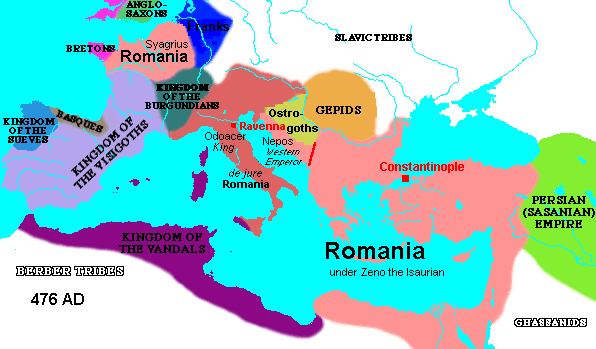 ANGLO-
SAXONS
Franks
SLAVIC TRIBES
BRETONS
Syagrius
Romania
KINGDOM
OF THE
BURGUNDIANS
Ostro-
goths
GEPIDS
KINGDOM
OF THE
SUEVES
BASQUES
KINGDOM OF
THE VISIGOTHS
Ravenna
Odoacer
King
Nepos
Western
Emperor
de jure
Romania
Constantinople
PERSIAN
(SASANIAN)
EMPIRE
KINGDOM OF
THE VANDALS
Romania
under Zeno the Isaurian
BERBER TRIBES
476 AD
GHASSANIDS